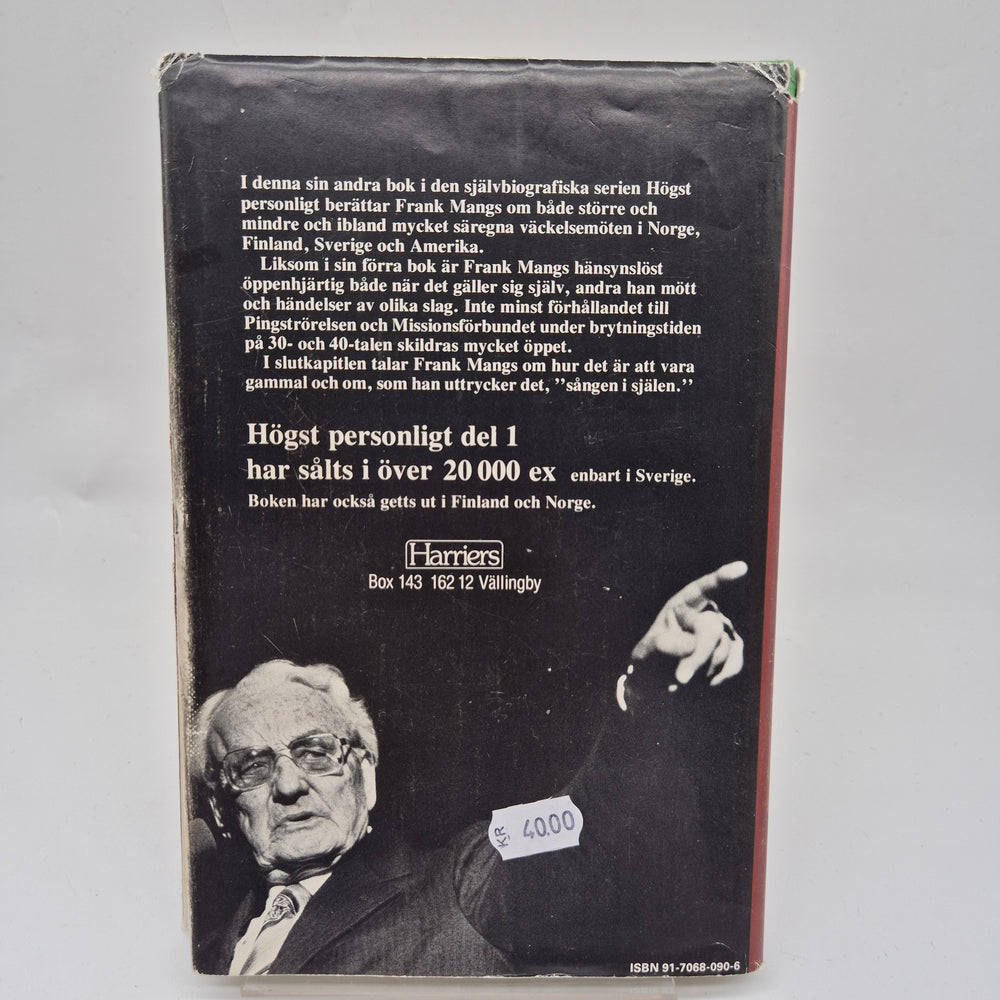 I denna sin andra bok i den självbiografiska serien Högst
personligt berättar Frank Mangs om både större och
mindre och ibland mycket säregna väckelsemöten i Norge,
Finland, Sverige och Amerika.
Liksom i sin förra bok är Frank Mangs hänsynslöst
öppenhjärtig både när det gäller sig själv, andra han mött
och händelser av olika slag. Inte minst förhållandet till
Pingströrelsen och Missionsförbundet under brytningstiden
på 30- och 40-talen skildras mycket öppet.
I slutkapitlen talar Frank Mangs om hur det är att vara
gammal och om, som han uttrycker det, ”sången i själen.”
Högst personligt del 1
har sålts i över 20 000 ex enbart i Sverige.
Boken har också getts ut i Finland och Norge.
Harriers
Box 143 162 12 Vällingby
KR 40.00
ISBN 91-7068-090-6